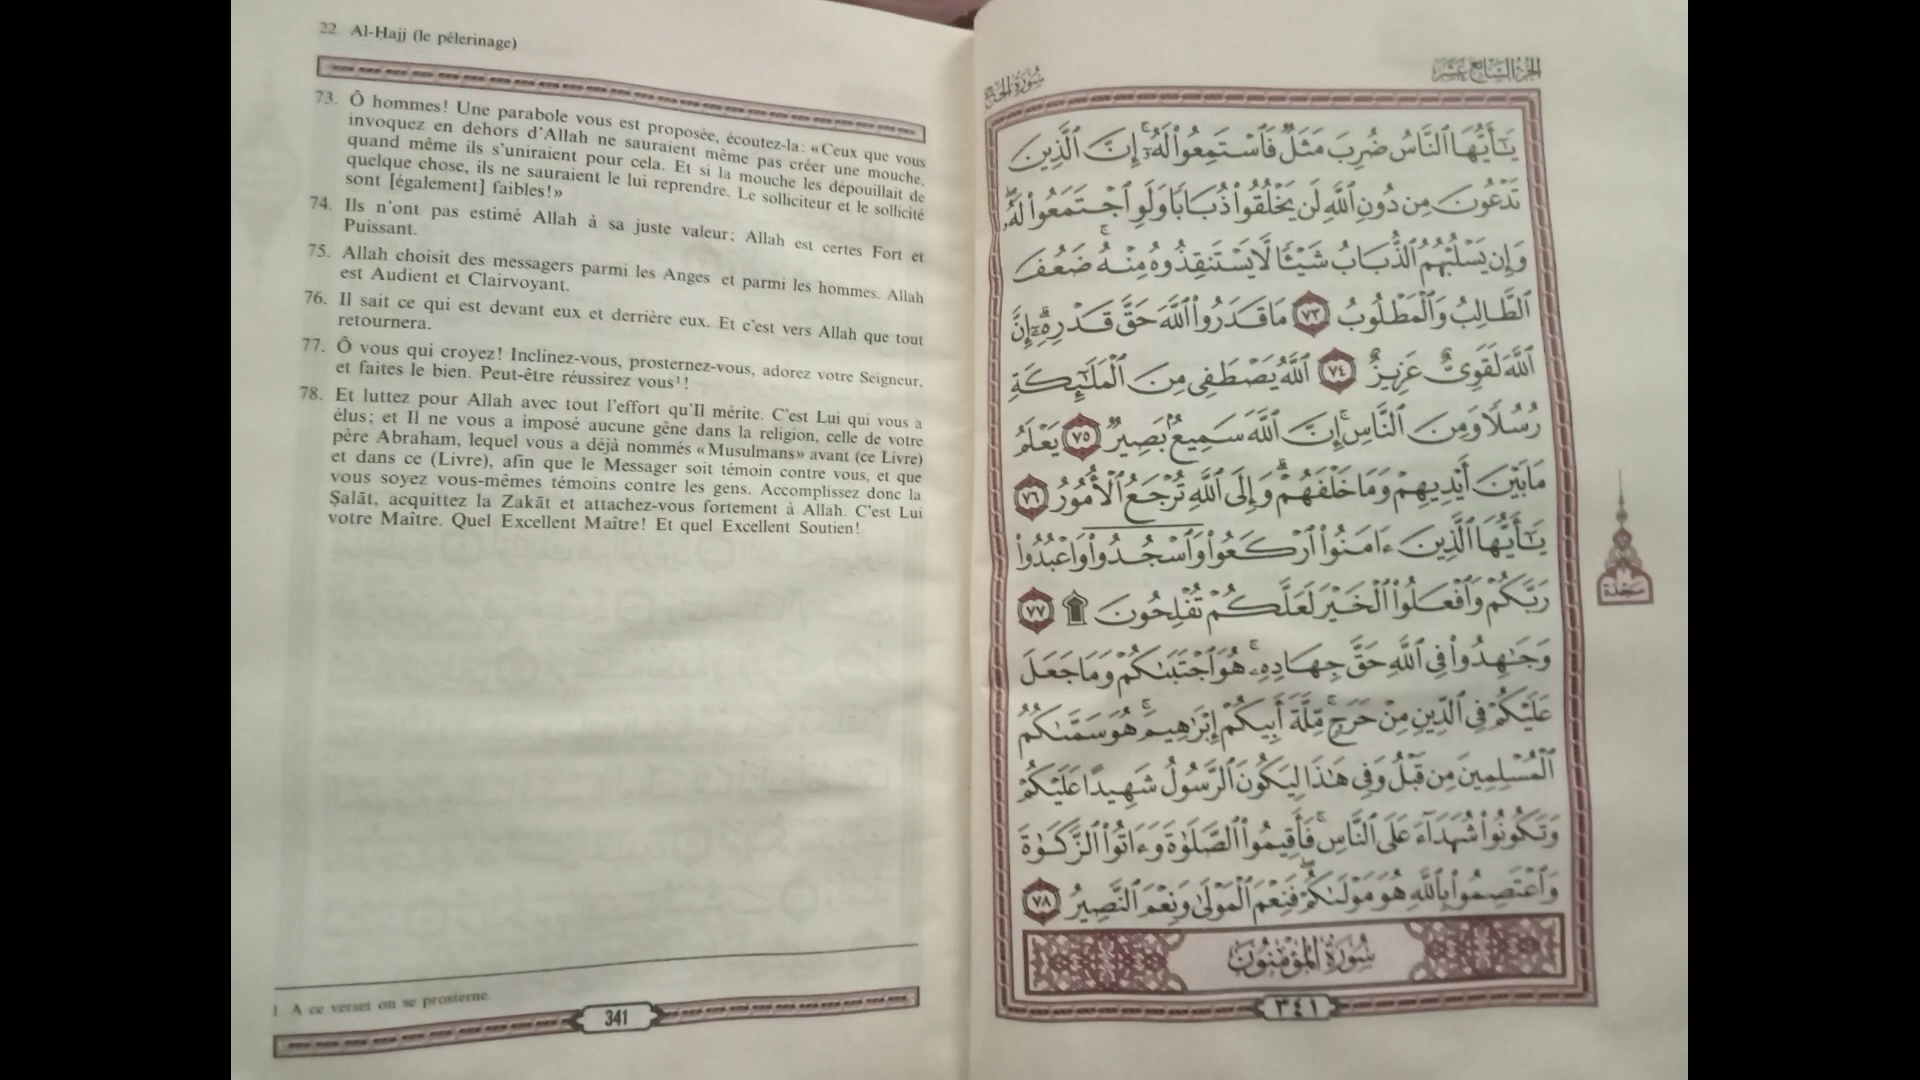 22. Al-Hajj (le pèlerinage)
73. Ô hommes! Une parabole vous est proposée, écoutez-la: «Ceux que vous
invoquez en dehors d'Allah ne sauraient même pas créer une mouche,
quand même ils s'uniraient pour cela. Et si la mouche les dépouillait de
quelque chose, ils ne sauraient le lui reprendre. Le solliciteur et le sollicité
sont [également] faibles!»
74. Ils n'ont pas estimé Allah à sa juste valeur; Allah est certes Fort et
Puissant.
75. Allah choisit des messagers parmi les Anges et parmi les hommes. Allah
est Audient et Clairvoyant.
76. Il sait ce qui est devant eux et derrière eux. Et c'est vers Allah que tout
retournera.
77. Ô vous qui croyez! Inclinez-vous, prosternez-vous, adorez votre Seigneur,
et faites le bien. Peut-être réussirez vous¹!
78. Et luttez pour Allah avec tout l'effort qu'Il mérite. C'est Lui qui vous a
élus; et Il ne vous a imposé aucune gêne dans la religion, celle de votre
père Abraham, lequel vous a déjà nommés «Musulmans» avant (ce Livre)
et dans ce (Livre), afin que le Messager soit témoin contre vous, et que
vous soyez vous-mêmes témoins contre les gens. Accomplissez donc la
Ṣalāt, acquittez la Zakāt et attachez-vous fortement à Allah. C'est Lui
votre Maître. Quel Excellent Maître! Et quel Excellent Soutien!
1. A ce verset on se prosterne.
341
الجزء السابع عشر
سورة الحج
يَـٰٓأَيُّهَا ٱلنَّاسُ ضُرِبَ مَثَلٌ فَٱسْتَمِعُوا۟ لَهُۥٓ ۚ إِنَّ ٱلَّذِينَ
تَدْعُونَ مِن دُونِ ٱللَّهِ لَن يَخْلُقُوا۟ ذُبَابًا وَلَوِ ٱجْتَمَعُوا۟ لَهُۥ ۖ
وَإِن يَسْلُبْهُمُ ٱلذُّبَابُ شَيْـًٔا لَّا يَسْتَنقِذُوهُ مِنْهُ ۚ ضَعُفَ
ٱلطَّالِبُ وَٱلْمَطْلُوبُ ٧٣ مَا قَدَرُوا۟ ٱللَّهَ حَقَّ قَدْرِهِۦٓ ۗ إِنَّ
ٱللَّهَ لَقَوِىٌّ عَزِيزٌ ٧٤ ٱللَّهُ يَصْطَفِى مِنَ ٱلْمَلَـٰٓئِكَةِ
رُسُلًا وَمِنَ ٱلنَّاسِ ۚ إِنَّ ٱللَّهَ سَمِيعٌۢ بَصِيرٌ ٧٥ يَعْلَمُ
مَا بَيْنَ أَيْدِيهِمْ وَمَا خَلْفَهُمْ ۗ وَإِلَى ٱللَّهِ تُرْجَعُ ٱلْأُمُورُ ٧٦
يَـٰٓأَيُّهَا ٱلَّذِينَ ءَامَنُوا۟ ٱرْكَعُوا۟ وَٱسْجُدُوا۟ وَٱعْبُدُوا۟
رَبَّكُمْ وَٱفْعَلُوا۟ ٱلْخَيْرَ لَعَلَّكُمْ تُفْلِحُونَ ۩ ٧٧
سجدة
وَجَـٰهِدُوا۟ فِى ٱللَّهِ حَقَّ جِهَادِهِۦ ۚ هُوَ ٱجْتَبَىٰكُمْ وَمَا جَعَلَ
عَلَيْكُمْ فِى ٱلدِّينِ مِنْ حَرَجٍ ۚ مِّلَّةَ أَبِيكُمْ إِبْرَٰهِيمَ ۚ هُوَ سَمَّىٰكُمُ
ٱلْمُسْلِمِينَ مِن قَبْلُ وَفِى هَـٰذَا لِيَكُونَ ٱلرَّسُولُ شَهِيدًا عَلَيْكُمْ
وَتَكُونُوا۟ شُهَدَآءَ عَلَى ٱلنَّاسِ ۚ فَأَقِيمُوا۟ ٱلصَّلَوٰةَ وَءَاتُوا۟ ٱلزَّكَوٰةَ
وَٱعْتَصِمُوا۟ بِٱللَّهِ هُوَ مَوْلَىٰكُمْ ۖ فَنِعْمَ ٱلْمَوْلَىٰ وَنِعْمَ ٱلنَّصِيرُ ٧٨
سورة المؤمنون
٣٤١